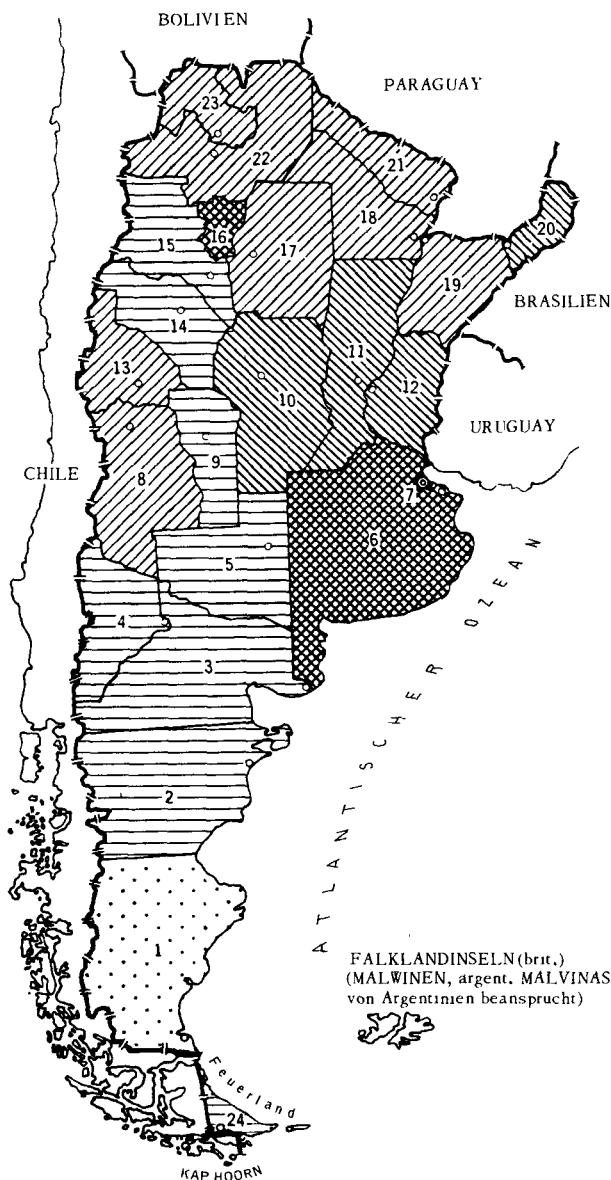 BOLIVIEN
PARAGUAY
23
22
21
20
18
16
15
17
19
BRASILIEN
14
11
13
12
10
URUGUAY
CHILE
8
9
7
6
5
4
3
2
1
ATLANTISCHER OZEAN
FALKLANDINSELN (brit.)
(MALWINEN, argent. MALVINAS
von Argentinien beansprucht)
Feuerland
24
KAP HOORN